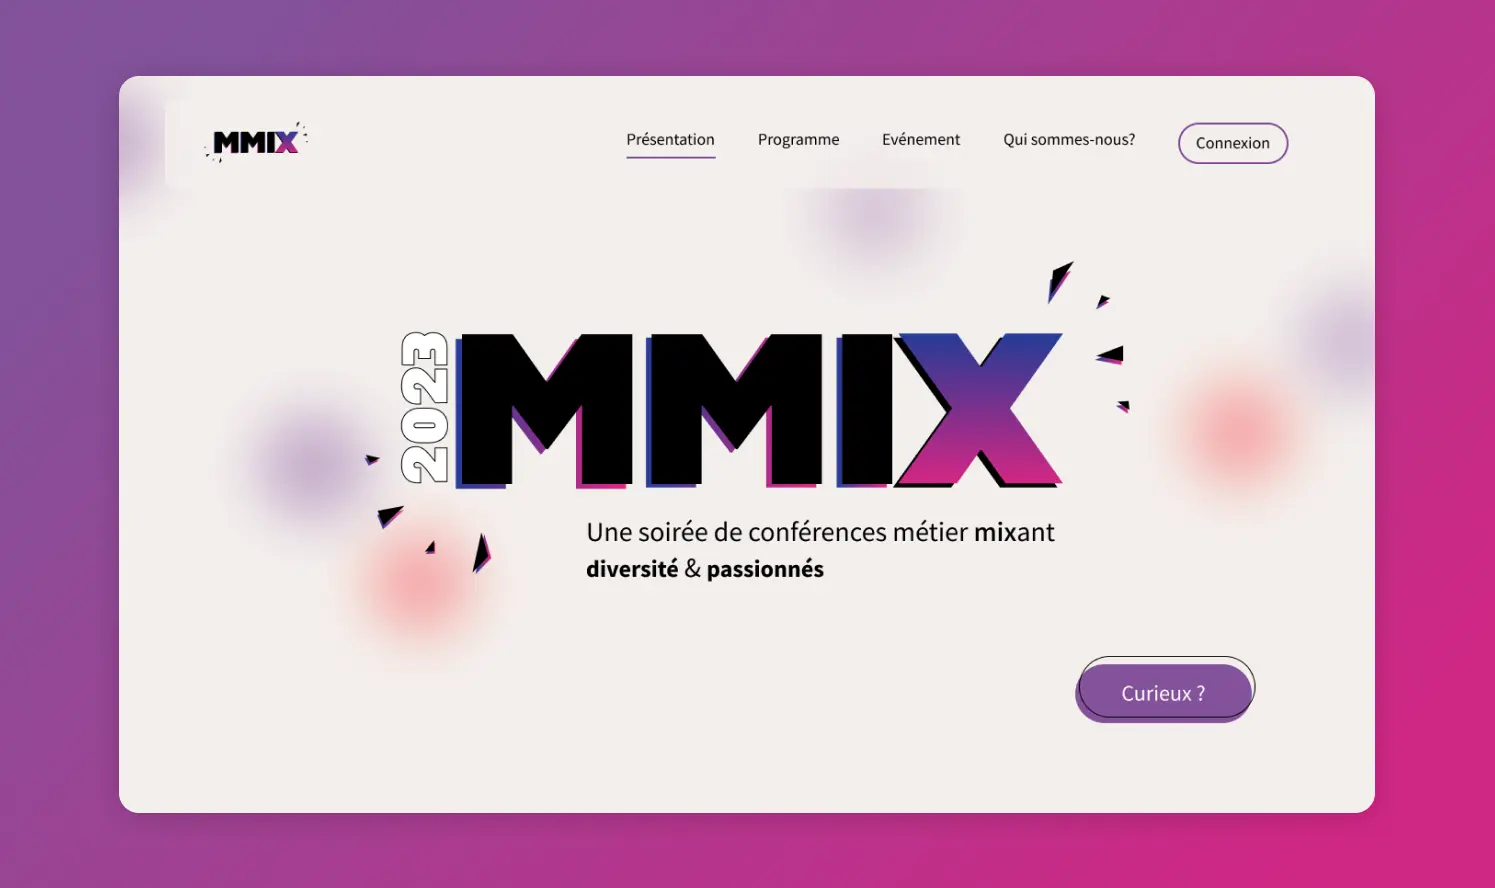 MMIX
Présentation
Programme
Evénement
Qui sommes-nous?
Connexion
2023
MMIX
Une soirée de conférences métier mixant
diversité & passionnés
Curieux ?